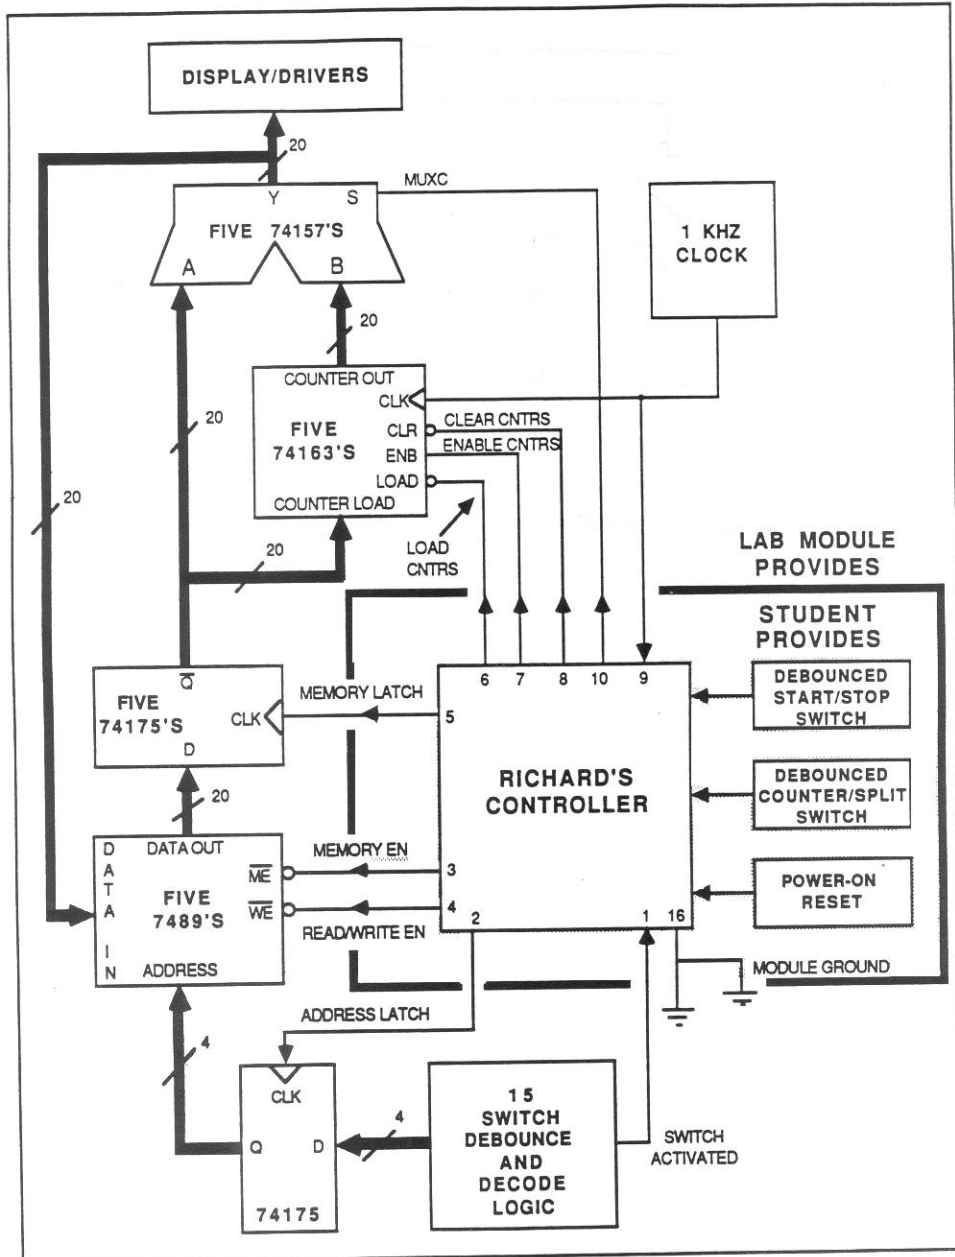 DISPLAY/DRIVERS
20
MUXC
Y
S
FIVE 74157'S
A
B
1 KHZ
CLOCK
20
20
20
COUNTER OUT
CLK
CLR
ENB
LOAD
FIVE
74163'S
COUNTER LOAD
CLEAR CNTRS
ENABLE CNTRS
LOAD
CNTRS
20
LAB MODULE
PROVIDES
STUDENT
PROVIDES
Q
FIVE
74175'S
CLK
D
MEMORY LATCH
6
7
8
10
9
5
RICHARD'S
CONTROLLER
3
4
2
1
16
DEBOUNCED
START/STOP
SWITCH
DEBOUNCED
COUNTER/SPLIT
SWITCH
POWER-ON
RESET
20
DATA IN
DATA OUT
ME
FIVE
7489'S
WE
ADDRESS
MEMORY EN
READ/WRITE EN
MODULE GROUND
ADDRESS LATCH
4
CLK
Q
D
74175
4
15
SWITCH
DEBOUNCE
AND
DECODE
LOGIC
SWITCH
ACTIVATED